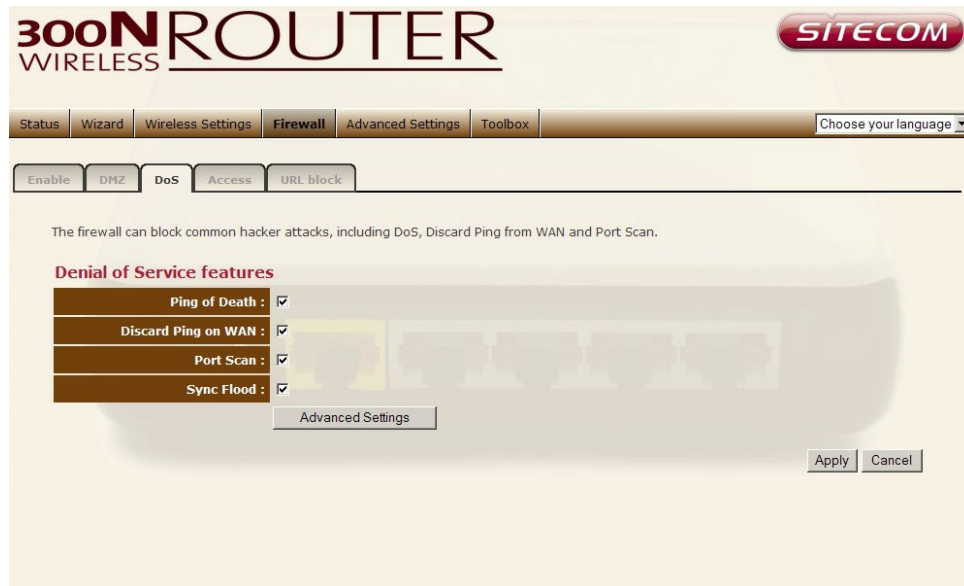 300N WIRELESS ROUTER
SITECOM
Status Wizard Wireless Settings Firewall Advanced Settings Toolbox Choose your language
Enable DMZ DoS Access URL block
The firewall can block common hacker attacks, including DoS, Discard Ping from WAN and Port Scan.
Denial of Service features
Ping of Death :
Discard Ping on WAN :
Port Scan :
Sync Flood :
Advanced Settings
Apply Cancel